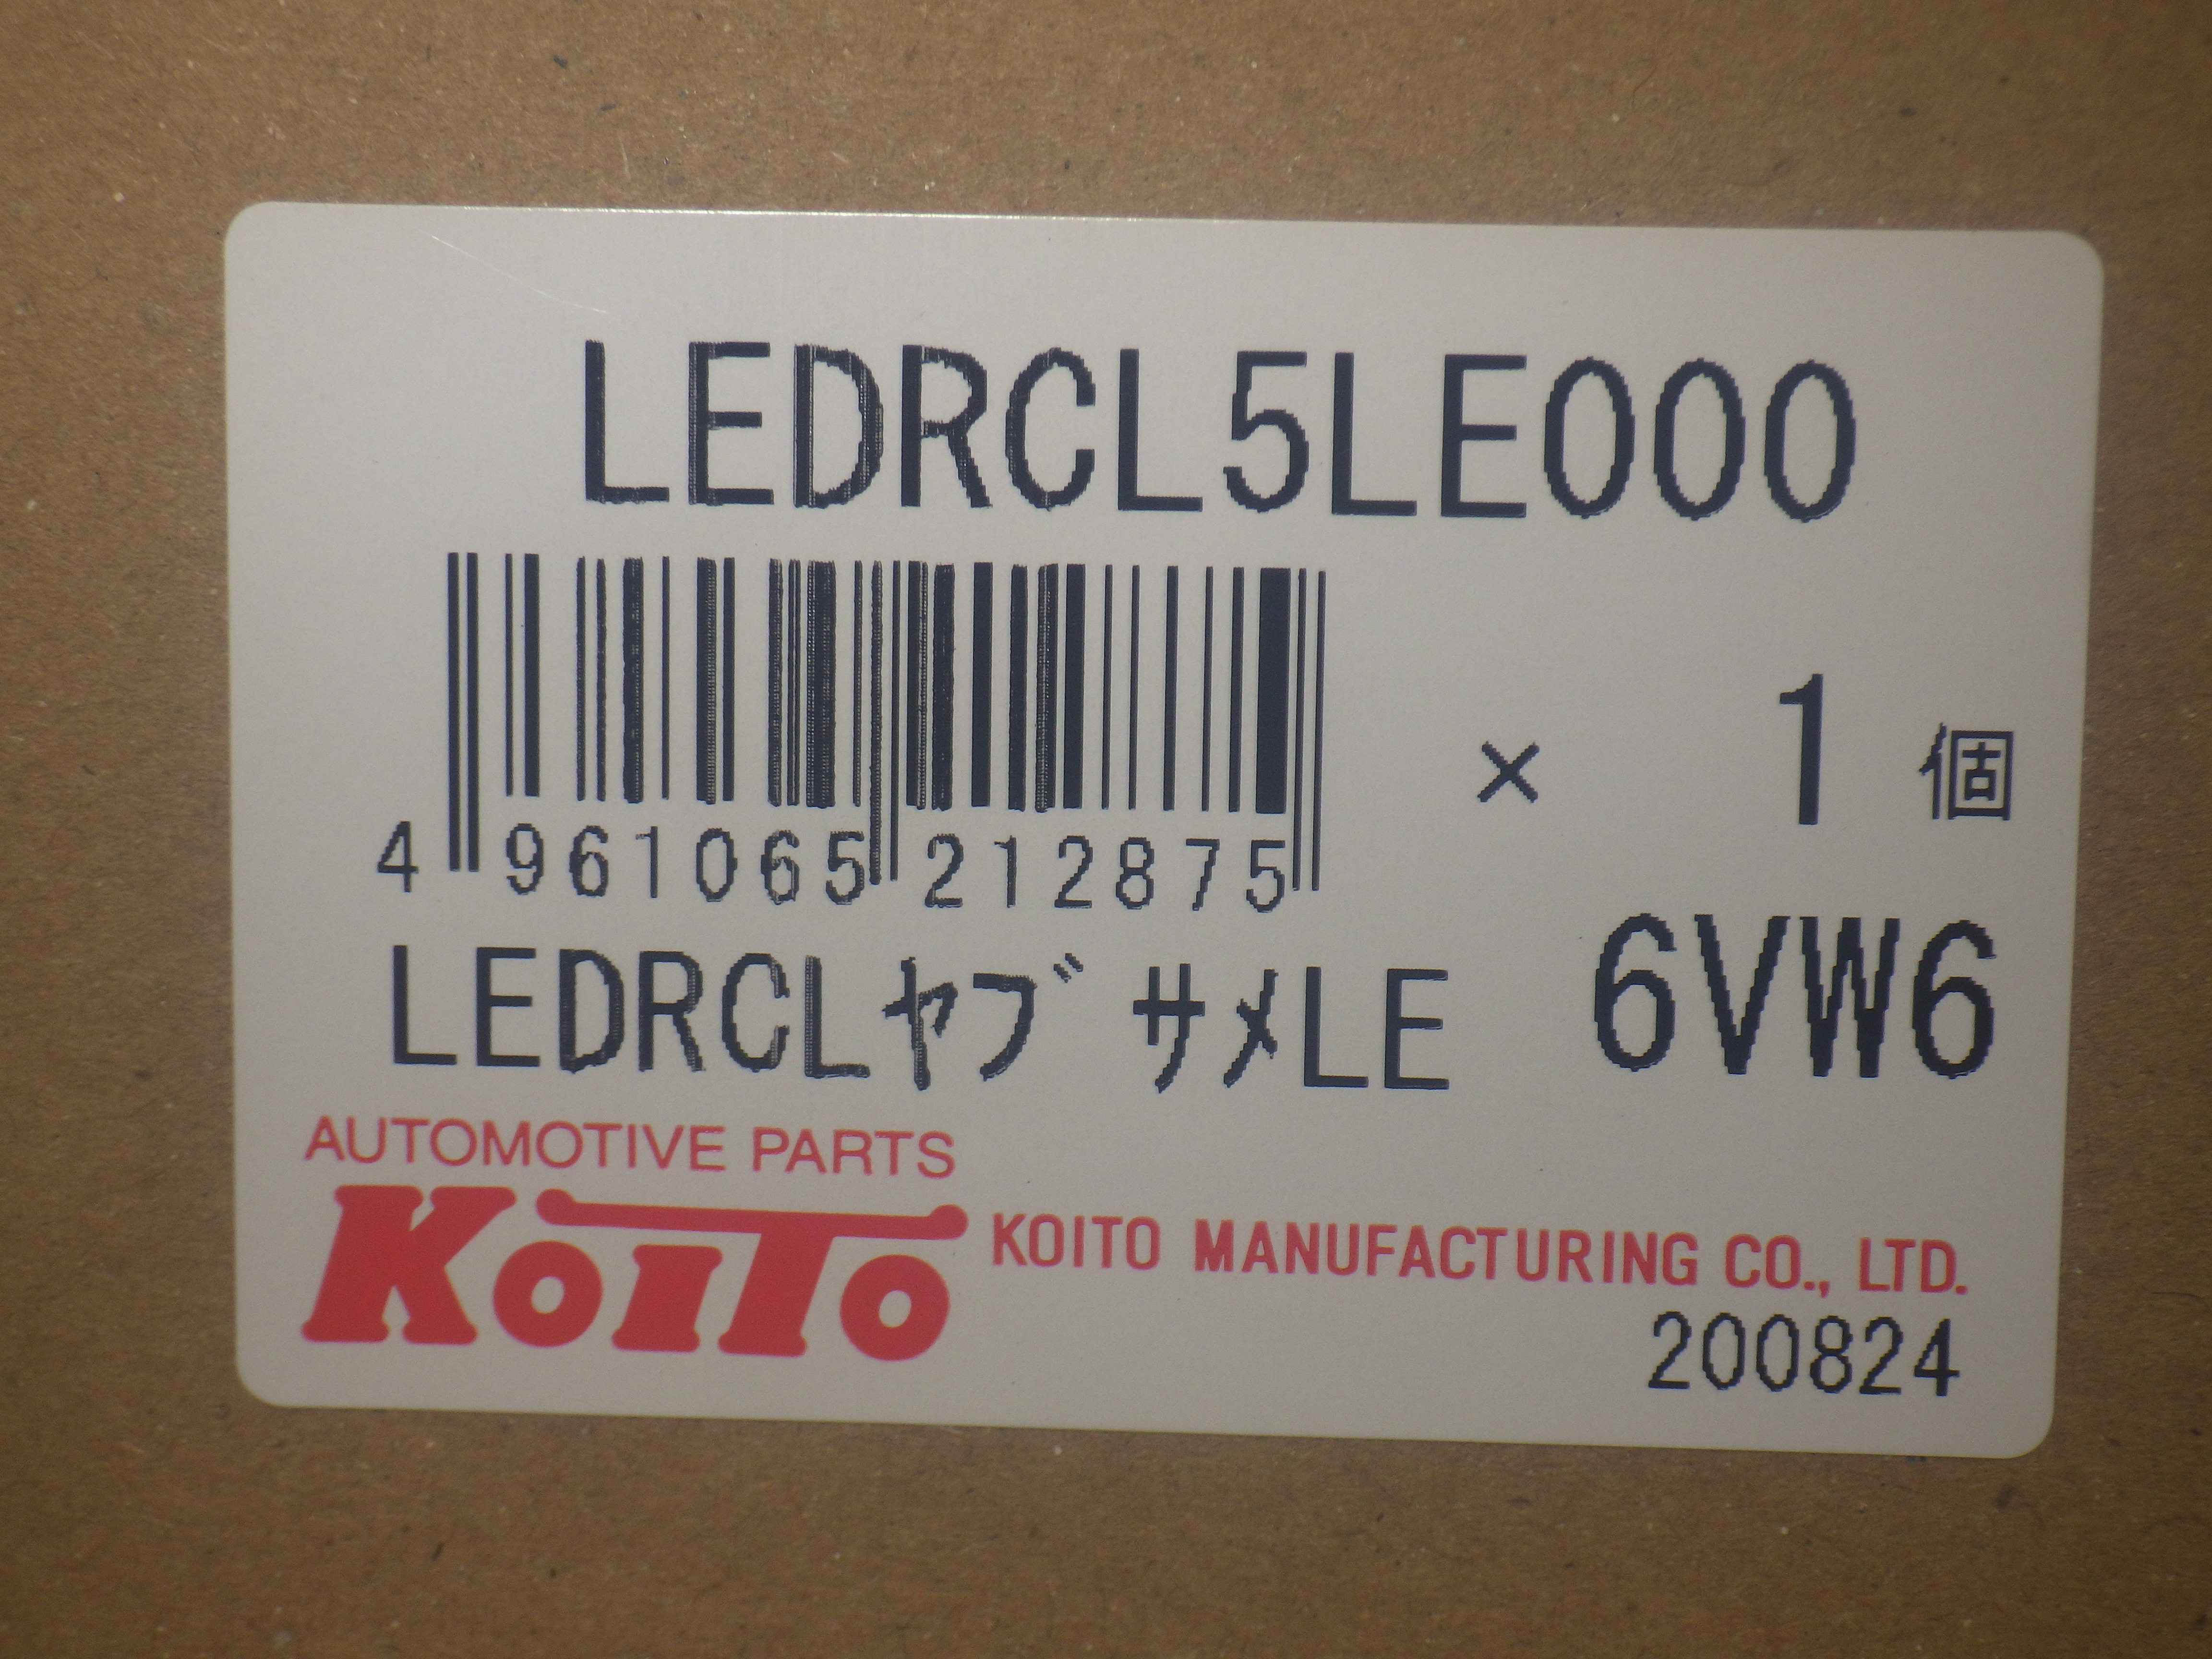 LEDRCL5LE000
× 1 個
4 961065 212875
LEDRCLﾔﾌﾞ ｻﾒLE 6VW6
AUTOMOTIVE PARTS
KOITO KOITO MANUFACTURING CO., LTD.
200824